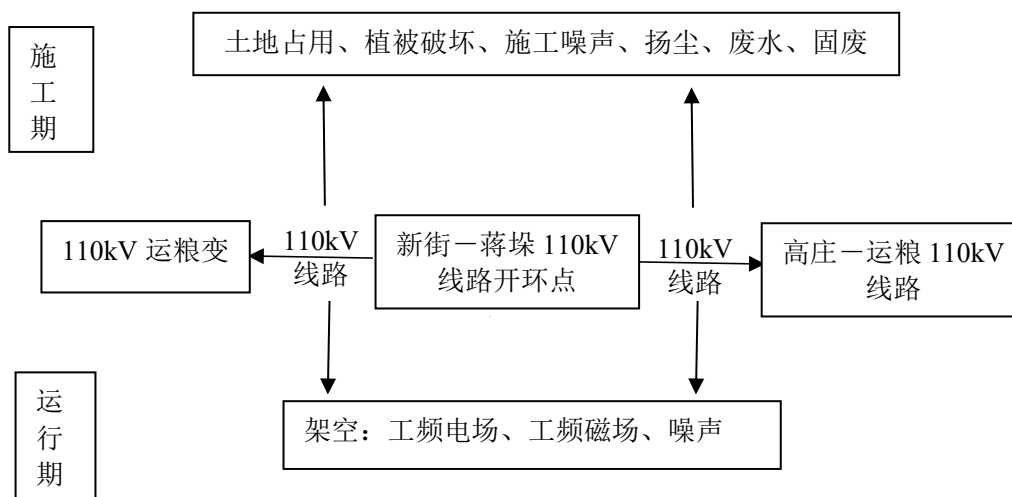 施
工
期
土地占用、植被破坏、施工噪声、扬尘、废水、固废
110kV 运粮变
110kV
线路
新街－蒋垛 110kV
线路开环点
110kV
线路
高庄－运粮 110kV
线路
运
行
期
架空：工频电场、工频磁场、噪声